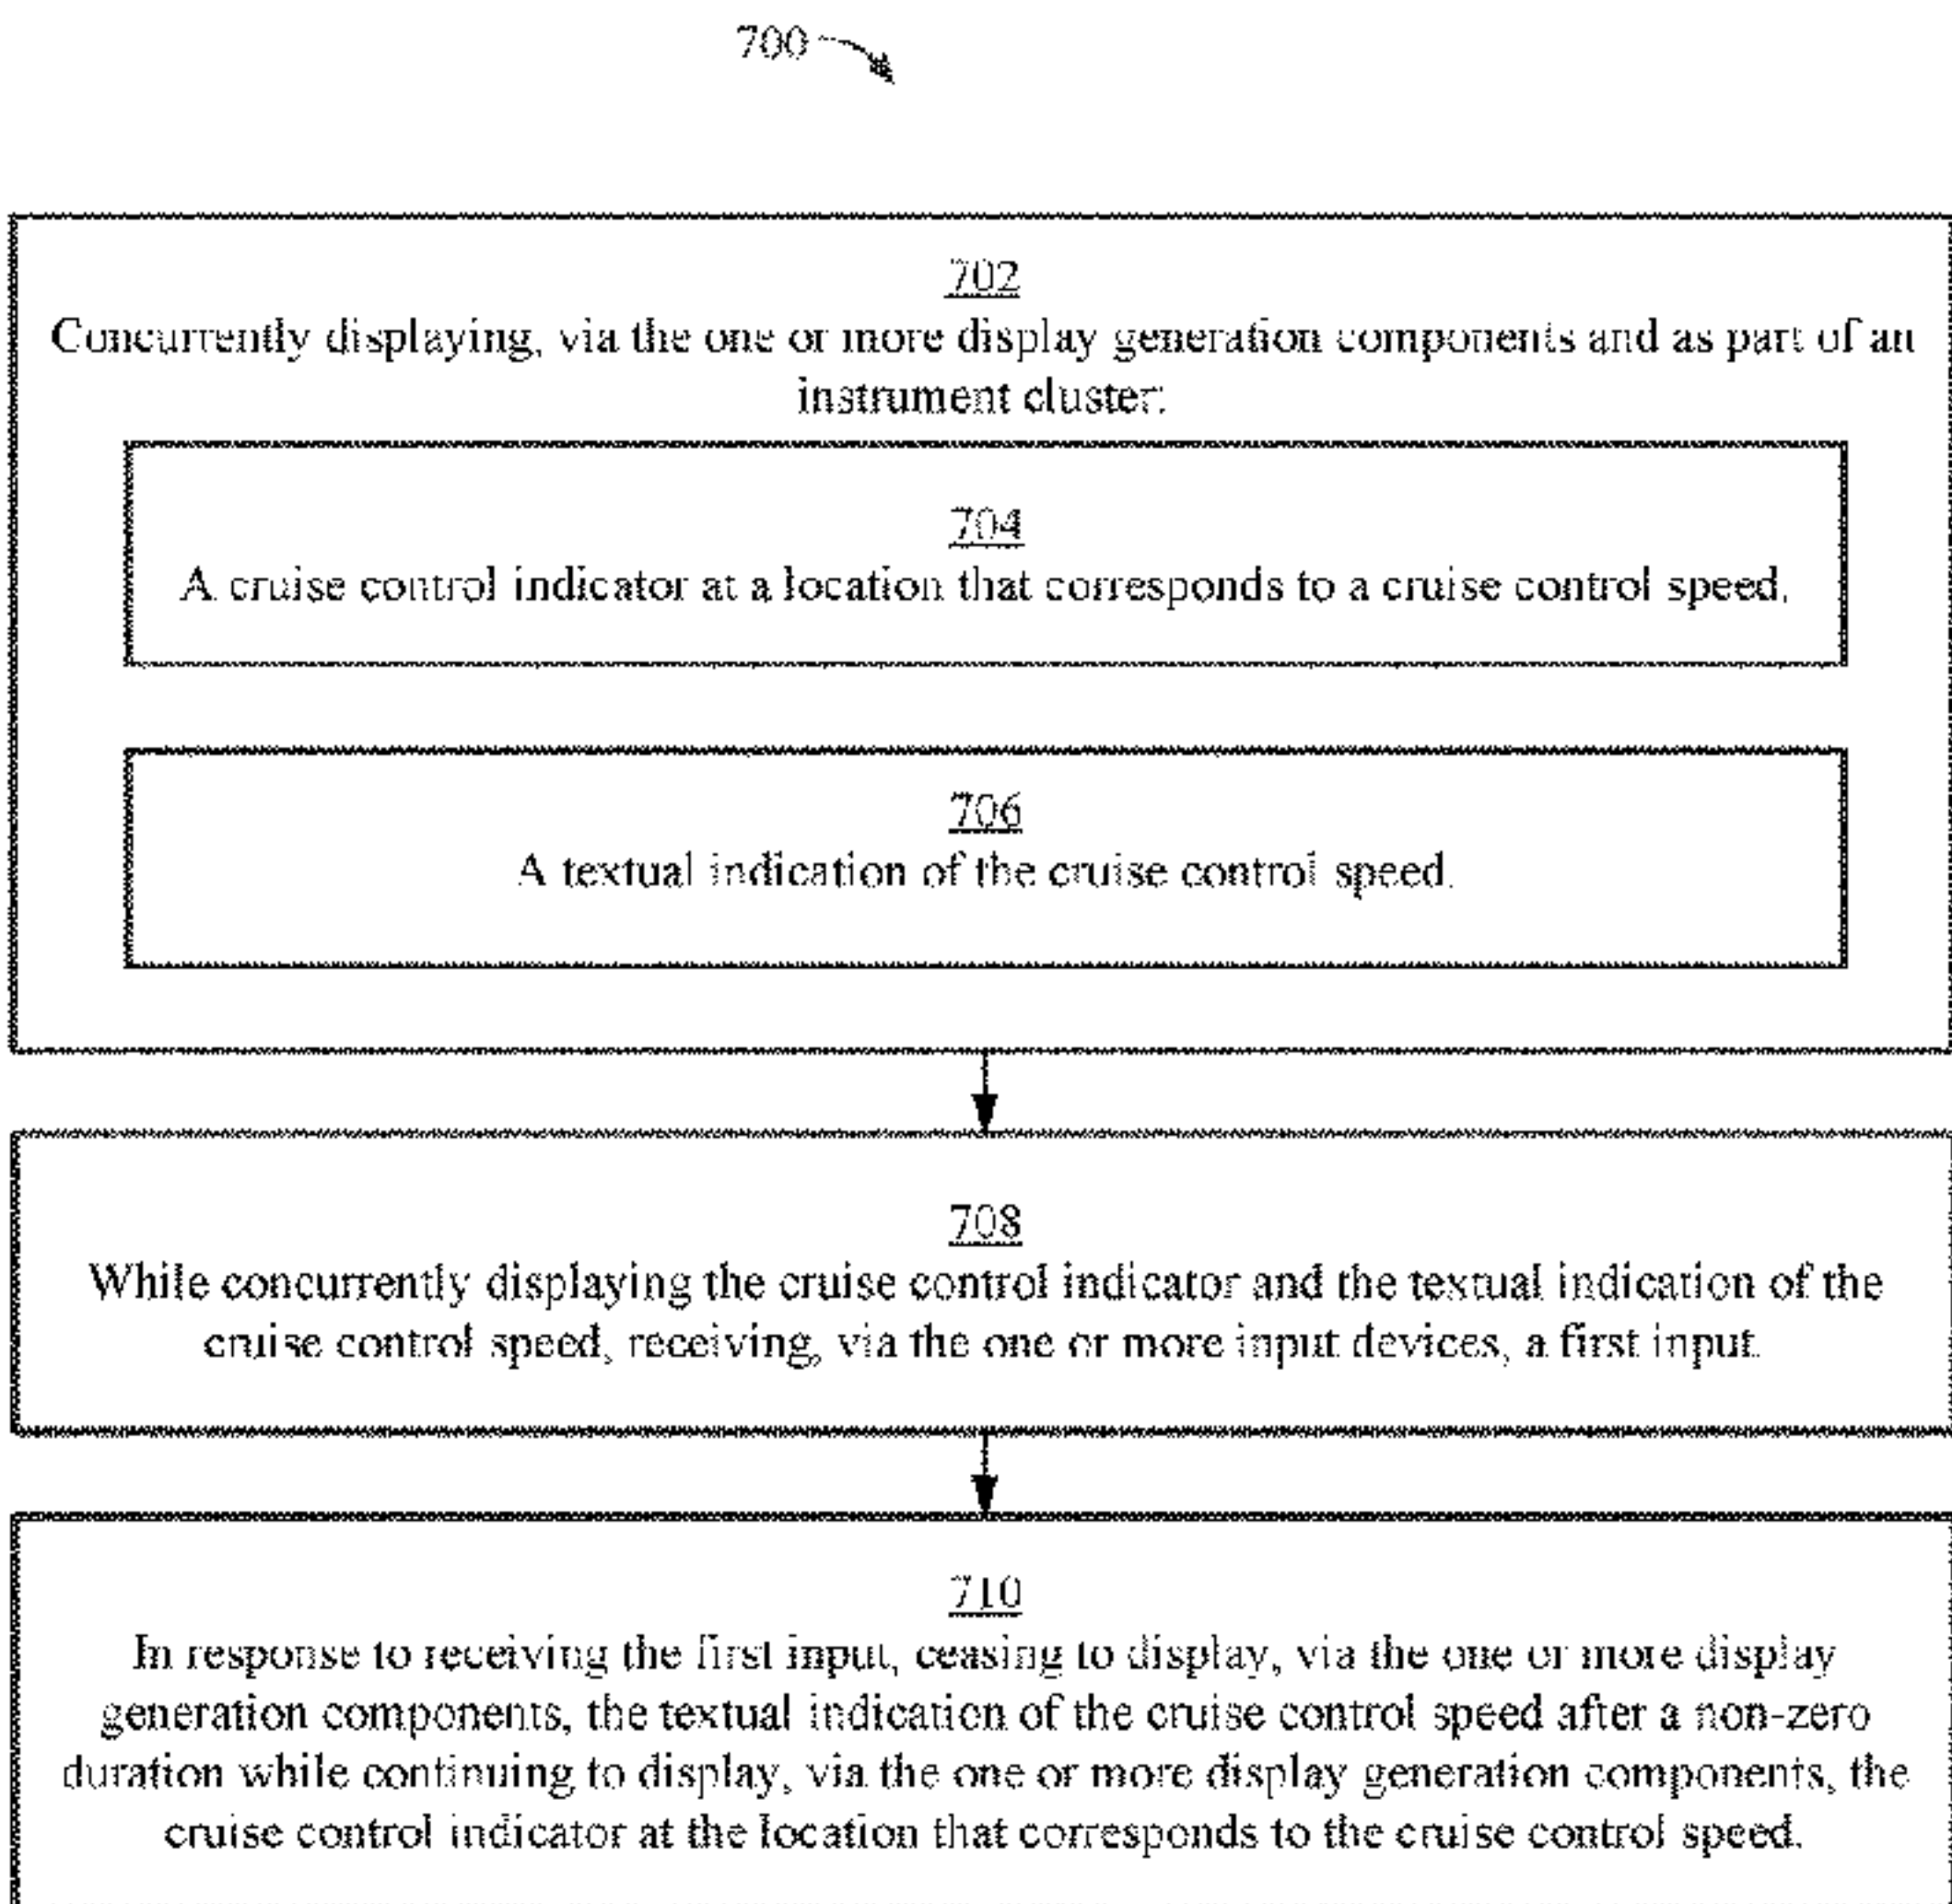 700
702
Concurrently displaying, via the one or more display generation components and as part of an
instrument cluster:
704
A cruise control indicator at a location that corresponds to a cruise control speed.
706
A textual indication of the cruise control speed.
708
While concurrently displaying the cruise control indicator and the textual indication of the
cruise control speed, receiving, via the one or more input devices, a first input.
710
In response to receiving the first input, ceasing to display, via the one or more display
generation components, the textual indication of the cruise control speed after a non-zero
duration while continuing to display, via the one or more display generation components, the
cruise control indicator at the location that corresponds to the cruise control speed.